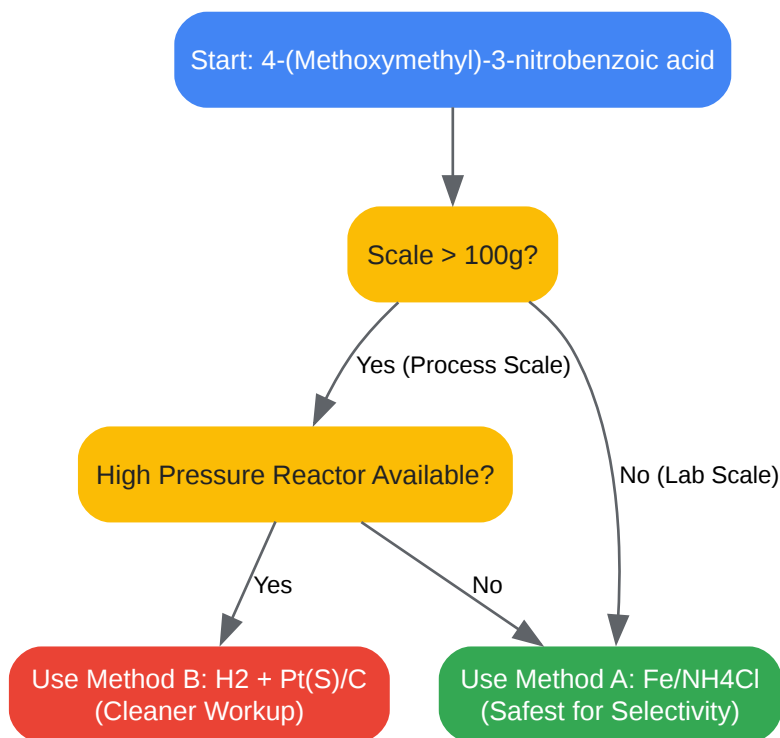 Start: 4-(Methoxymethyl)-3-nitrobenzoic acid
Scale > 100g?
Yes (Process Scale)
High Pressure Reactor Available?
No (Lab Scale)
Yes
No
Use Method B: H2 + Pt(S)/C
(Cleaner Workup)
Use Method A: Fe/NH4Cl
(Safest for Selectivity)